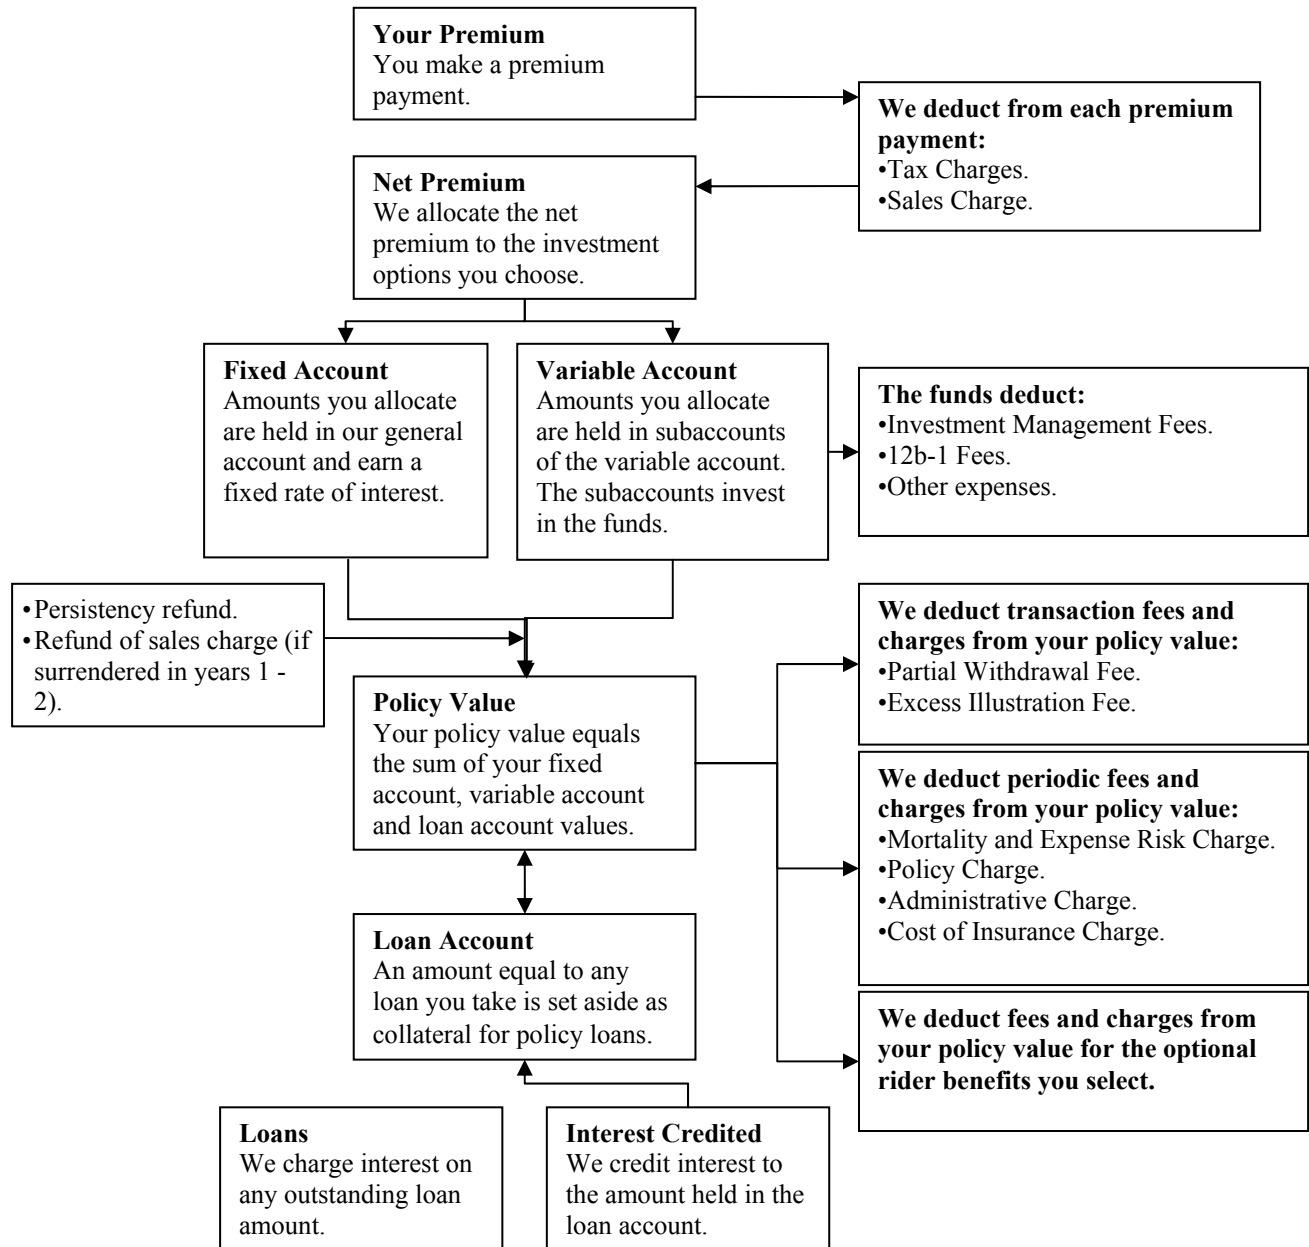 Your Premium
You make a premium
payment.
We deduct from each premium
payment:
•Tax Charges.
•Sales Charge.
Net Premium
We allocate the net
premium to the investment
options you choose.
Fixed Account
Amounts you allocate
are held in our general
account and earn a
fixed rate of interest.
Variable Account
Amounts you allocate
are held in subaccounts
of the variable account.
The subaccounts invest
in the funds.
The funds deduct:
•Investment Management Fees.
•12b-1 Fees.
•Other expenses.
•Persistency refund.
•Refund of sales charge (if
surrendered in years 1 -
2).
We deduct transaction fees and
charges from your policy value:
•Partial Withdrawal Fee.
•Excess Illustration Fee.
Policy Value
Your policy value equals
the sum of your fixed
account, variable account
and loan account values.
We deduct periodic fees and
charges from your policy value:
•Mortality and Expense Risk Charge.
•Policy Charge.
•Administrative Charge.
•Cost of Insurance Charge.
Loan Account
An amount equal to any
loan you take is set aside as
collateral for policy loans.
We deduct fees and charges from
your policy value for the optional
rider benefits you select.
Loans
We charge interest on
any outstanding loan
amount.
Interest Credited
We credit interest to
the amount held in the
loan account.